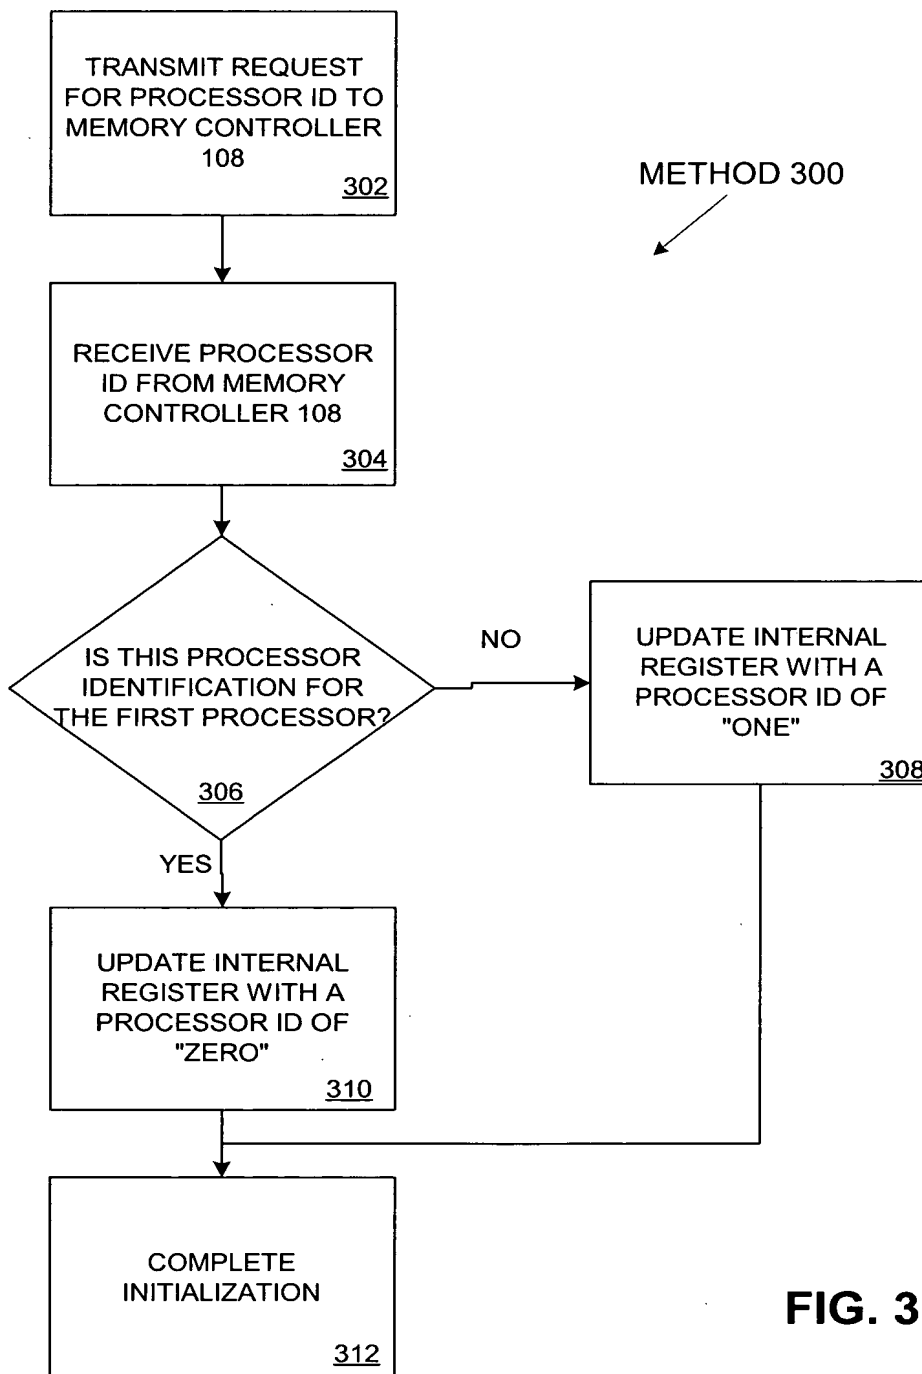 TRANSMIT REQUEST
FOR PROCESSOR ID TO
MEMORY CONTROLLER
108
302
METHOD 300
RECEIVE PROCESSOR
ID FROM MEMORY
CONTROLLER 108
304
IS THIS PROCESSOR
IDENTIFICATION FOR
THE FIRST PROCESSOR?
306
NO
UPDATE INTERNAL
REGISTER WITH A
PROCESSOR ID OF
"ONE"
308
YES
UPDATE INTERNAL
REGISTER WITH A
PROCESSOR ID OF
"ZERO"
310
COMPLETE
INITIALIZATION
312
FIG. 3